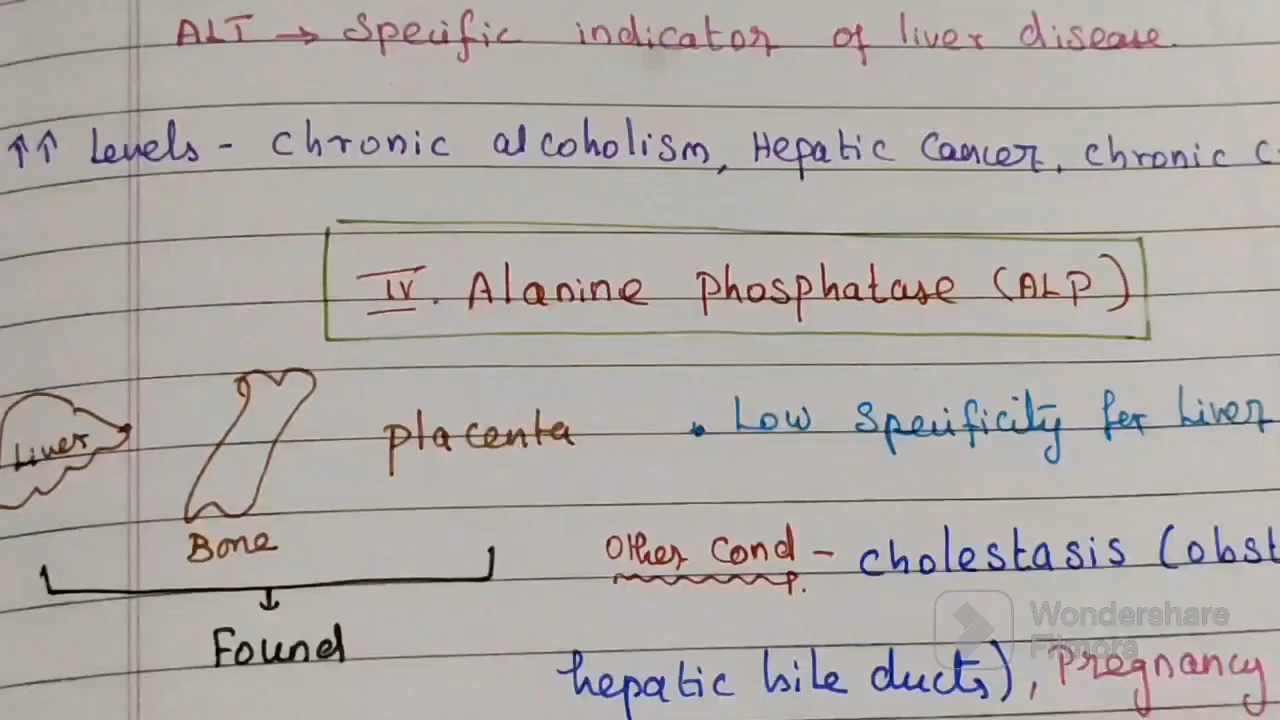 ALT → Specific indicator of liver disease.
↑↑ Levels - chronic alcoholism, Hepatic Cancer, chronic c
IV. Alanine phosphatase (ALP)
Liver
Bone
placenta
• Low Specificity for Liver
Found
Other Cond - cholestasis (obst
hepatic bile ducts), Pregnancy
Wondershare
Filmora